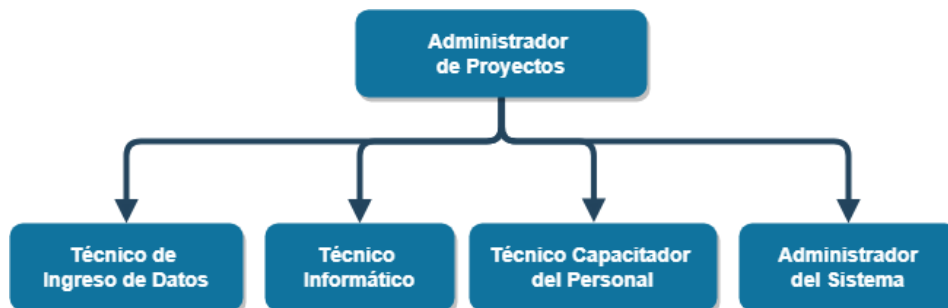 Administrador
de Proyectos
Técnico de
Ingreso de Datos
Técnico
Informático
Técnico Capacitador
del Personal
Administrador
del Sistema